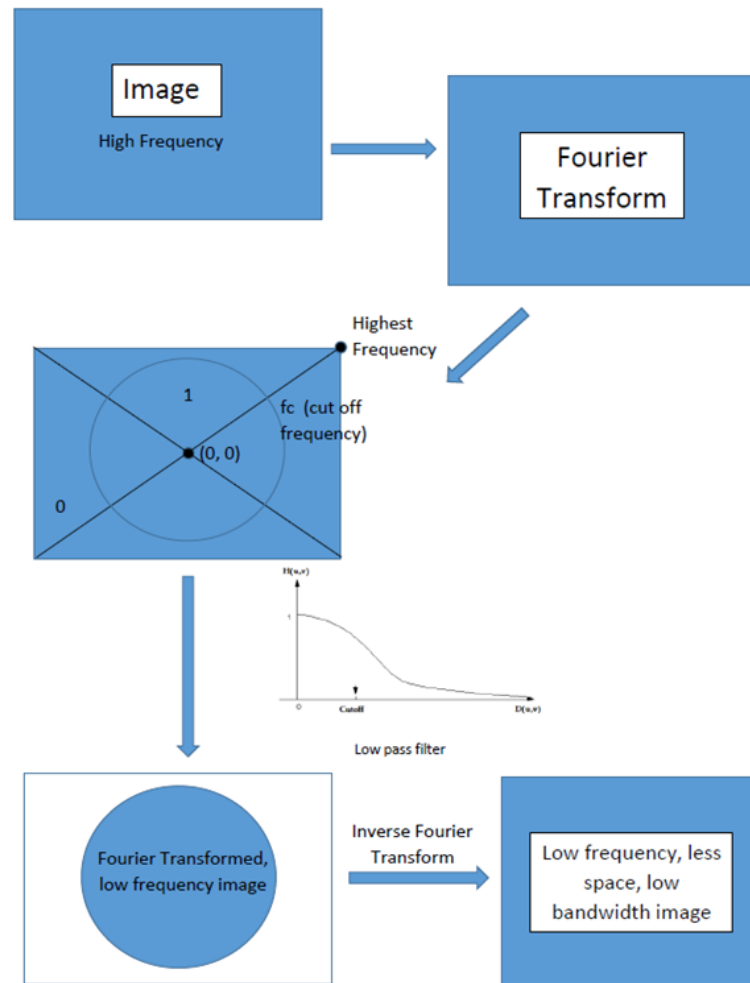 Image
High Frequency
Fourier
Transform
Highest
Frequency
1
fc (cut off
frequency)
(0, 0)
0
H(u,v)
1
0
Cutoff
D(u,v)
Low pass filter
Fourier Transformed,
low frequency image
Inverse Fourier
Transform
Low frequency, less
space, low
bandwidth image